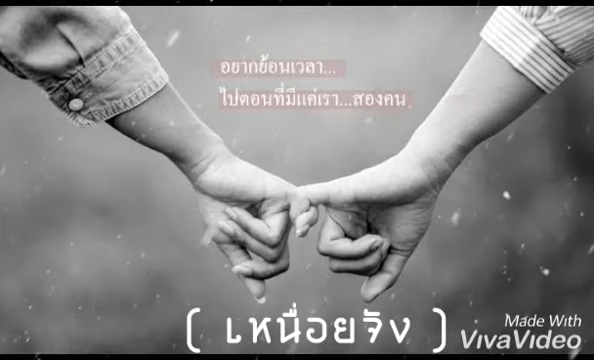 อยากย้อนเวลา...
ไปตอนที่มีแค่เรา...สองคน
( เหนื่อยจัง )
Made With
VivaVideo